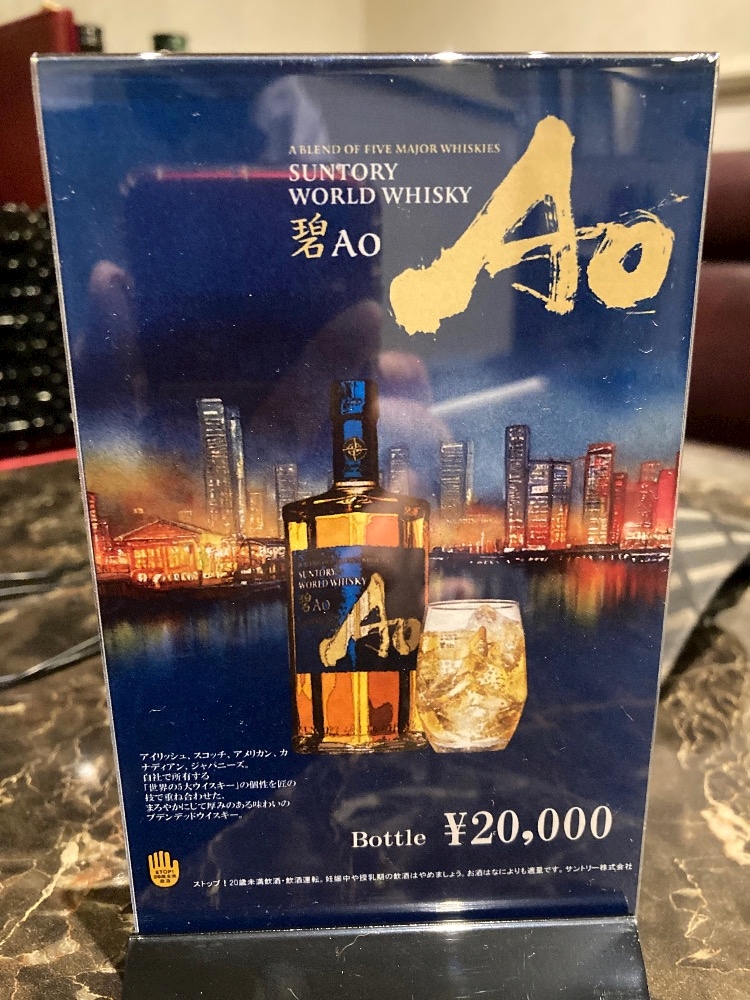 A BLEND OF FIVE MAJOR WHISKIES
SUNTORY
WORLD WHISKY
碧 AO
Ao
SUNTORY
WORLD WHISKY
碧 AO
Ao
アイリッシュ、スコッチ、アメリカン、カ
ナディアン、ジャパニーズ。
自社で所有する
「世界の5大ウイスキー」の個性を匠の
技で重ね合わせた、
まろやかにして厚みのある味わいの
ブデンデッドウイスキー。
Bottle ¥20,000
STOP!
ストップ!20歳未満飲酒・飲酒運転。妊娠中や授乳期の飲酒はやめましょう。お酒はなによりも適量です。サントリー株式会社